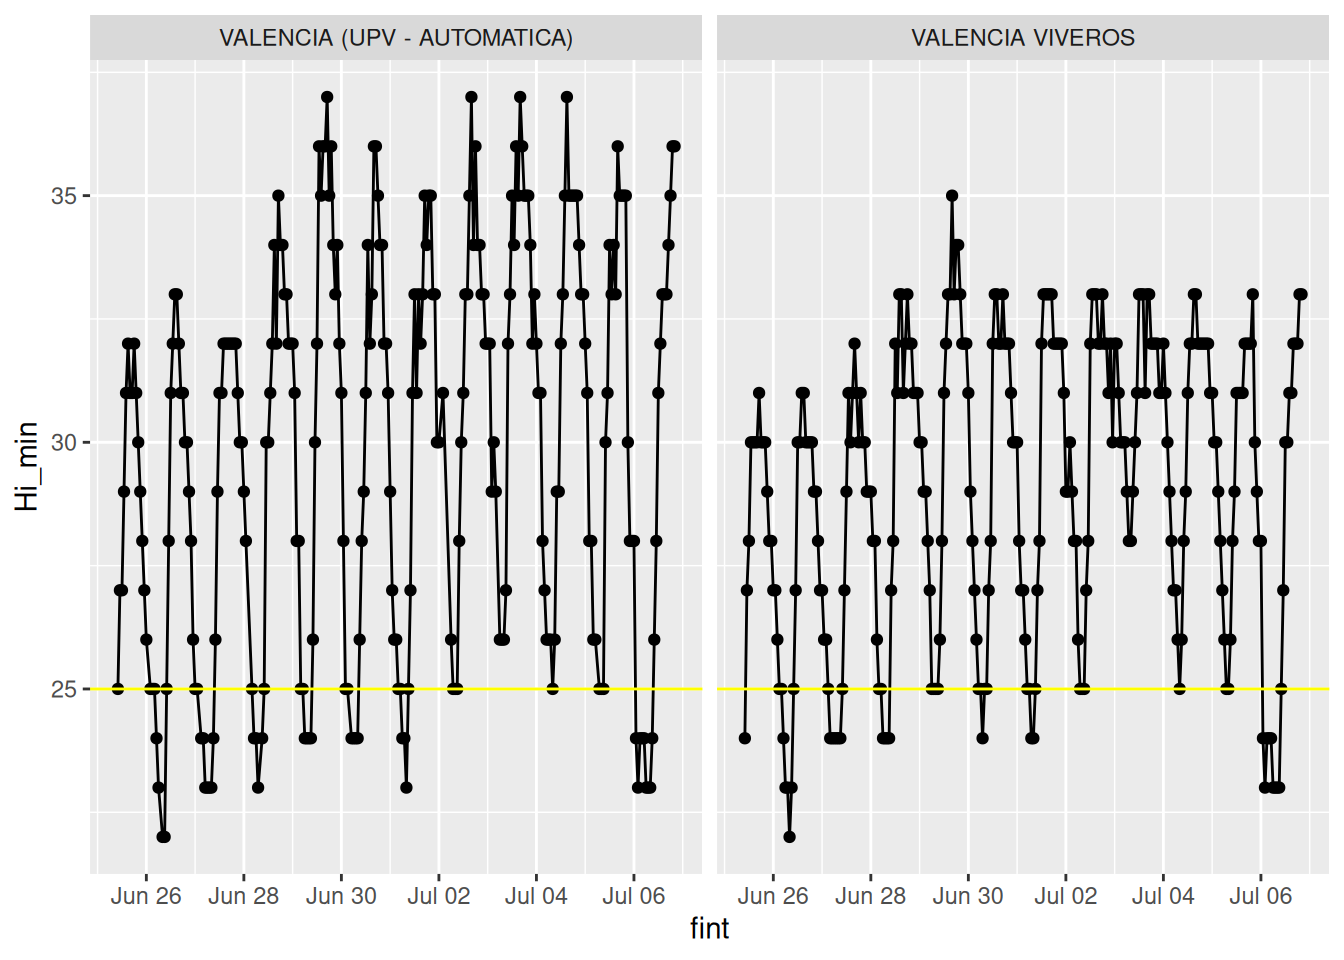 VALENCIA (UPV - AUTOMATICA)
VALENCIA VIVEROS
Hi_min
35
30
25
Jun 26 Jun 28 Jun 30 Jul 02 Jul 04 Jul 06
Jun 26 Jun 28 Jun 30 Jul 02 Jul 04 Jul 06
fint